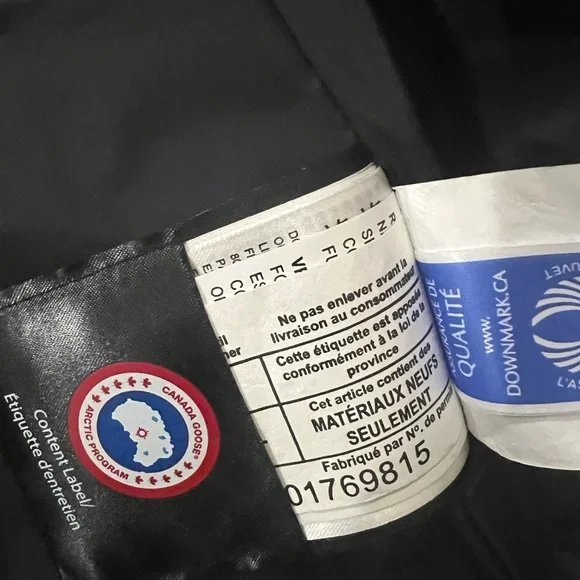 CANADA GOOSE®
ARCTIC PROGRAM
Content Label/
Étiquette d'entretien
Ne pas enlever avant la
livraison au consommateur
Cette étiquette est apposée
conformément à la loi de la
province
Cet article contient des
MATÉRIAUX NEUFS
SEULEMENT
Fabriqué par N°. de permis
01769815
DE
QUALITÉ
www.
DOWNMARK.CA